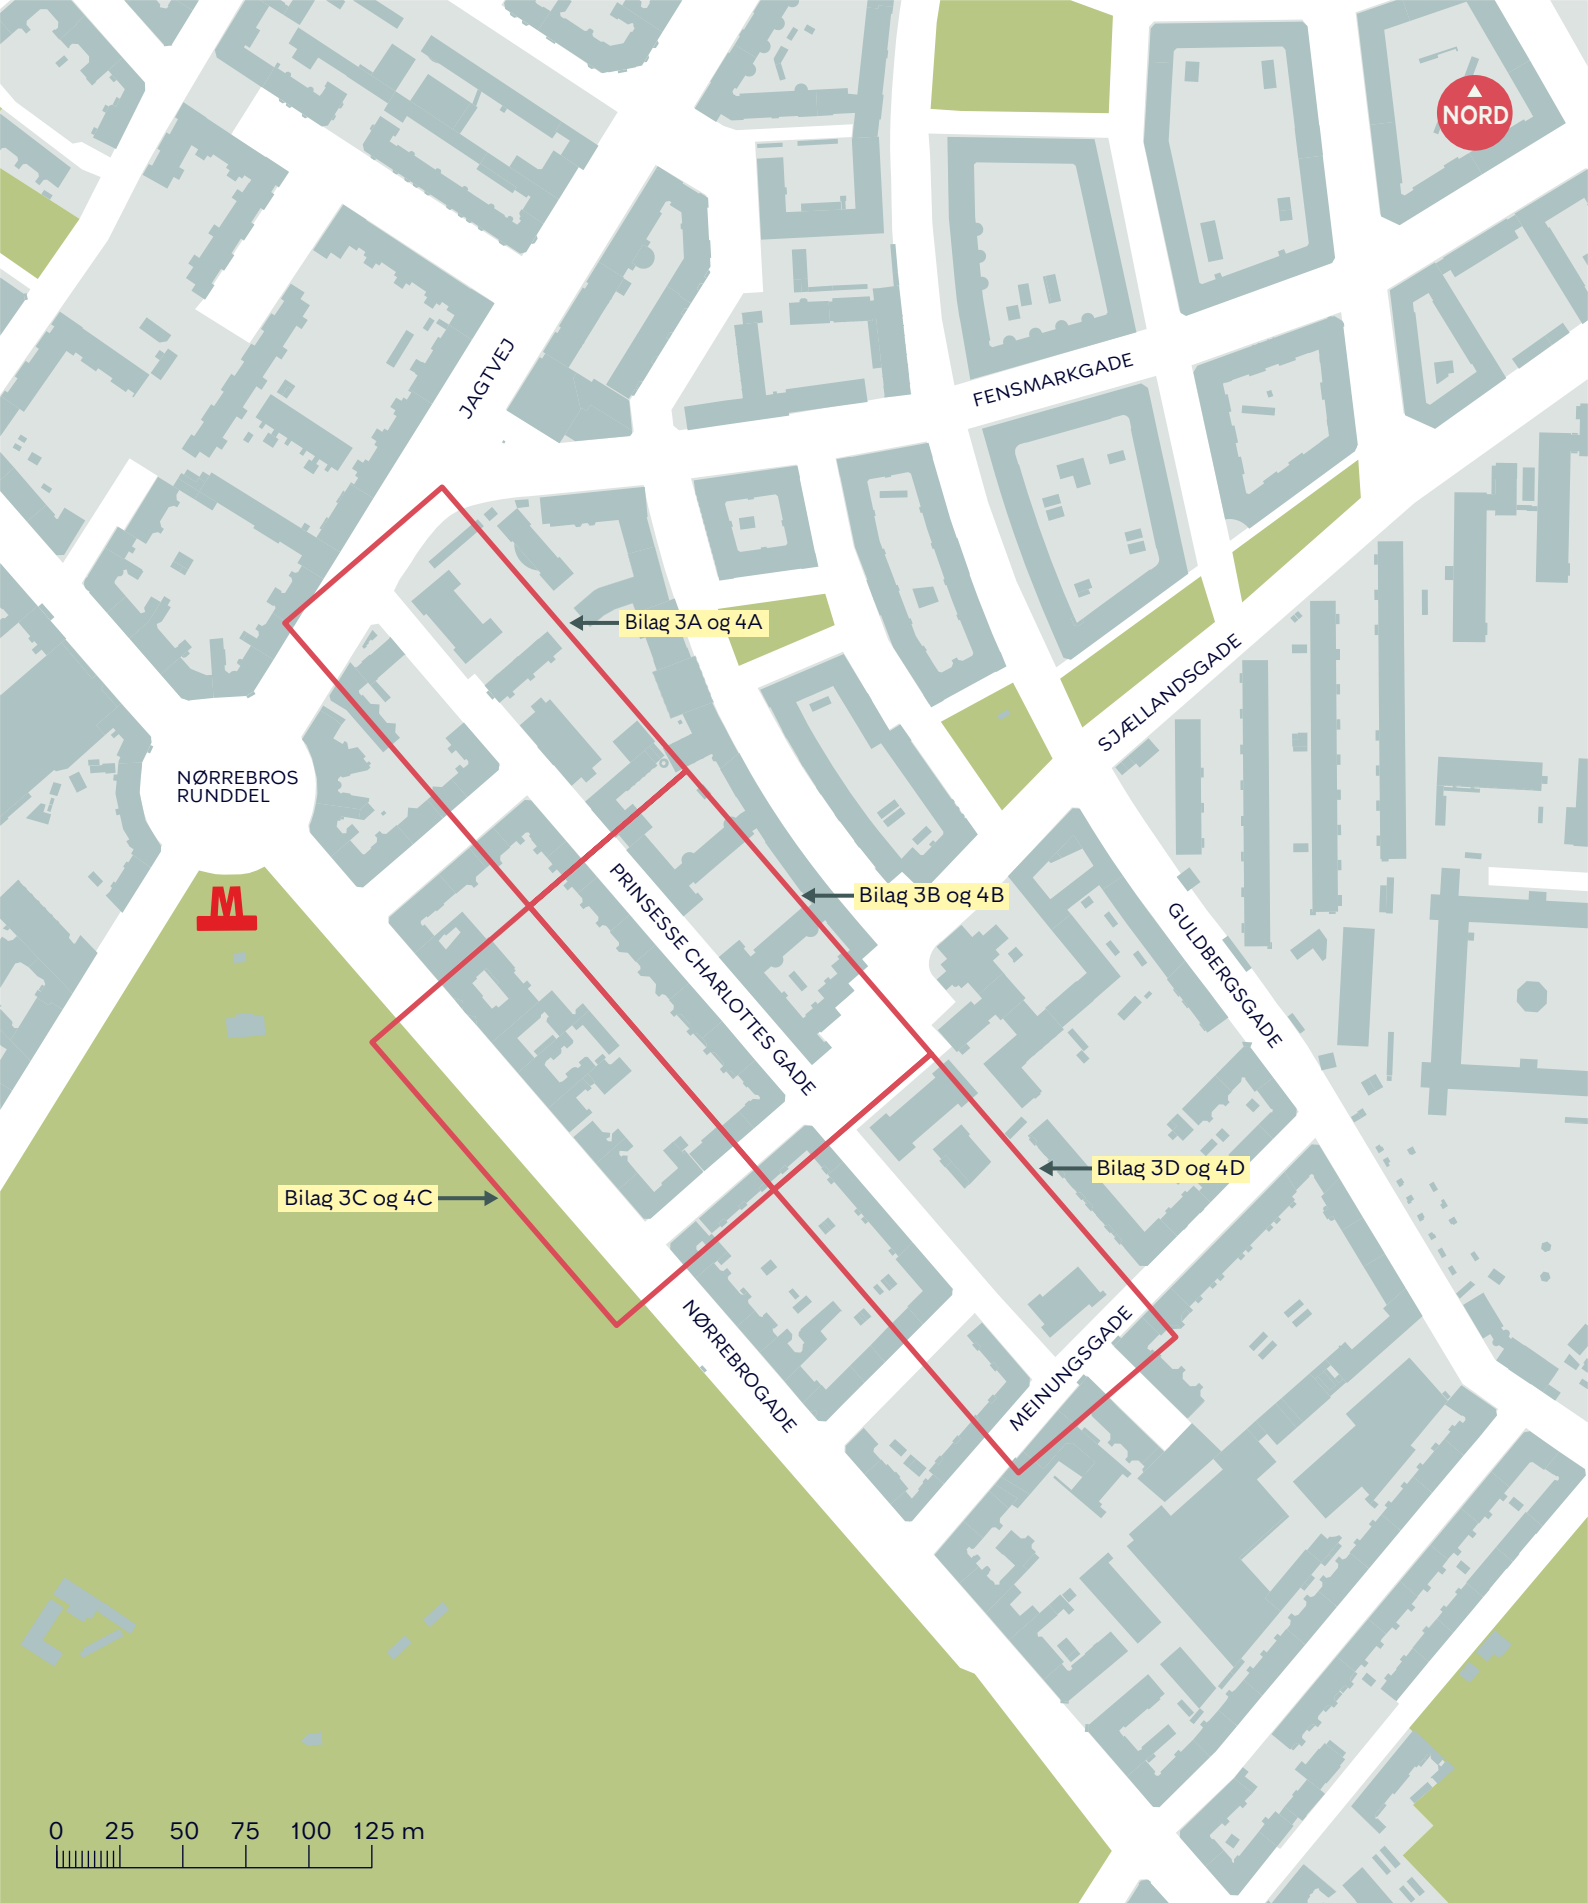 NORD
JAGTVEJ
FENSMARKGADE
Bilag 3A og 4A
SJÆLLANDSGADE
NØRREBROS
RUNDDEL
M
PRINSESSE CHARLOTTES GADE
Bilag 3B og 4B
GULDBERGSGADE
Bilag 3D og 4D
Bilag 3C og 4C
NØRREBROGADE
MEINUNGSGADE
0 25 50 75 100 125 m